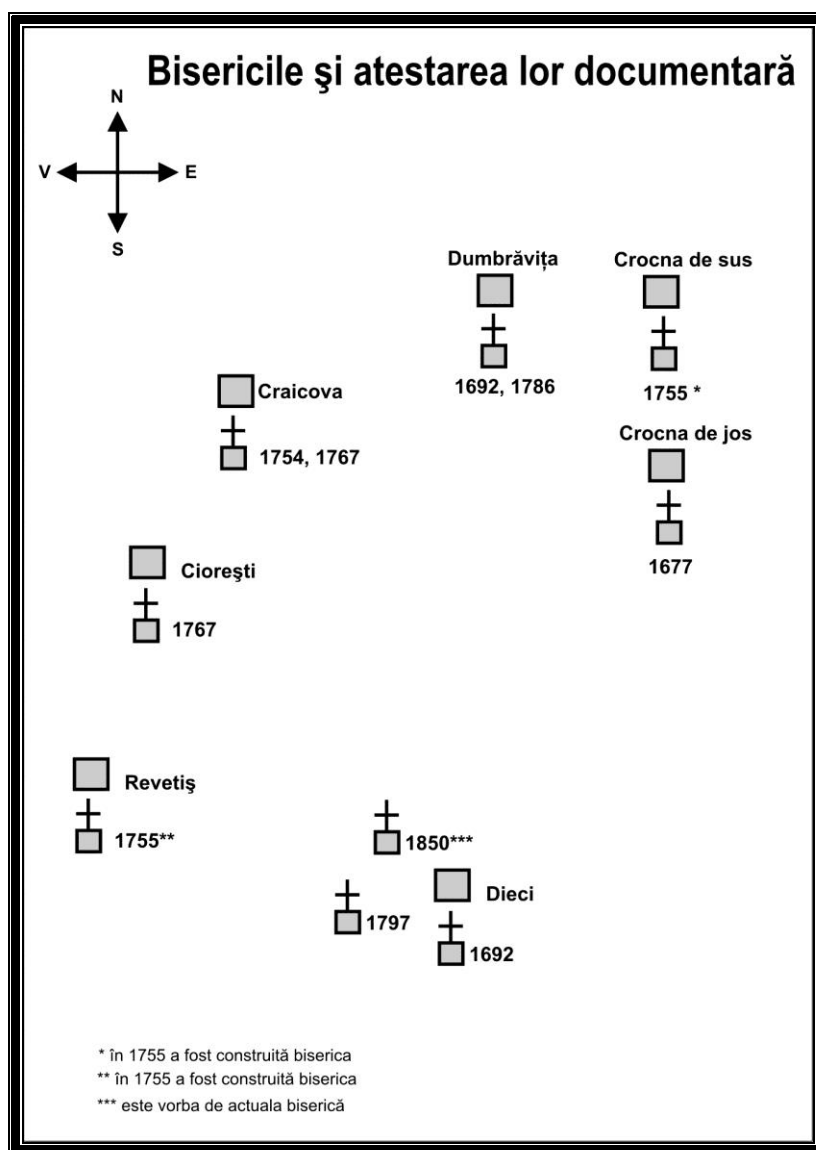 Bisericile şi atestarea lor documentară
N
V E
S
Dumbrăvița
Crocna de sus
1692, 1786
1755 *
Craicova
1754, 1767
Crocna de jos
1677
Cioreşti
1767
Revetiş
1755**
1850***
Dieci
1797
1692
* în 1755 a fost construită biserica
** în 1755 a fost construită biserica
*** este vorba de actuala biserică